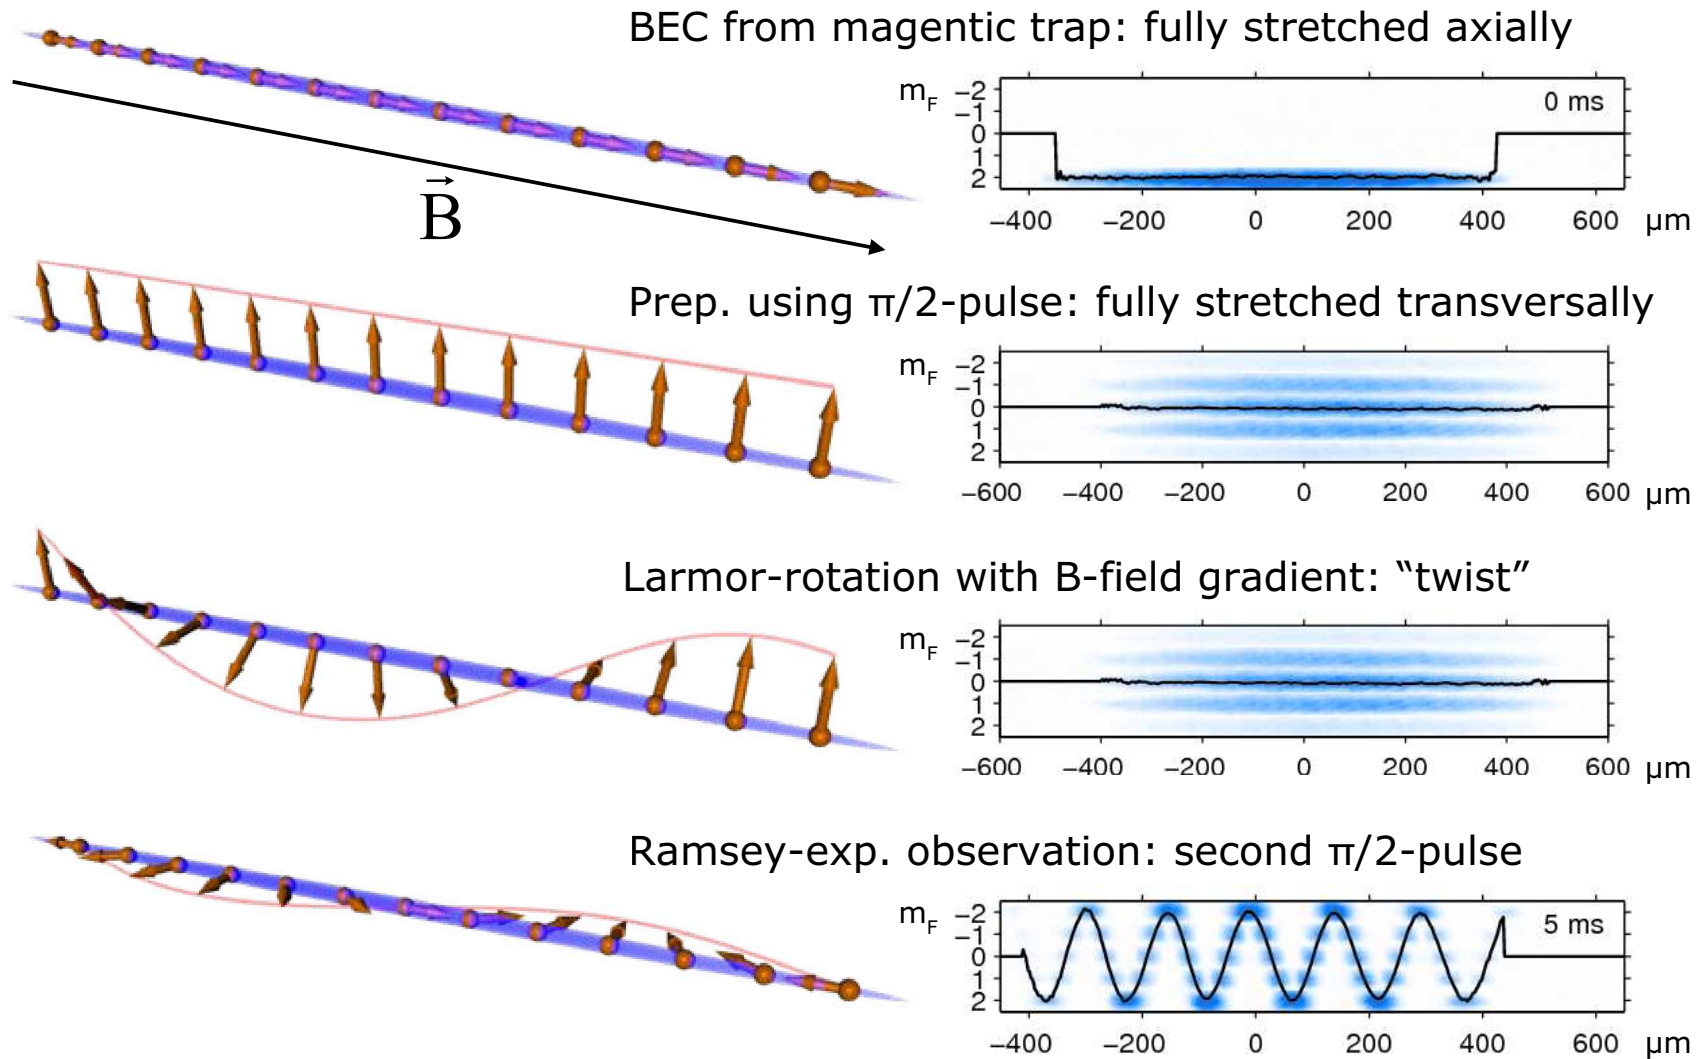 BEC from magentic trap: fully stretched axially
m_F
−2
−1
0
1
2
0 ms
−400 −200 0 200 400 600 µm
B⃗
Prep. using π/2-pulse: fully stretched transversally
m_F
−2
−1
0
1
2
−600 −400 −200 0 200 400 600 µm
Larmor-rotation with B-field gradient: “twist”
m_F
−2
−1
0
1
2
−600 −400 −200 0 200 400 600 µm
Ramsey-exp. observation: second π/2-pulse
m_F
−2
−1
0
1
2
5 ms
−400 −200 0 200 400 600 µm